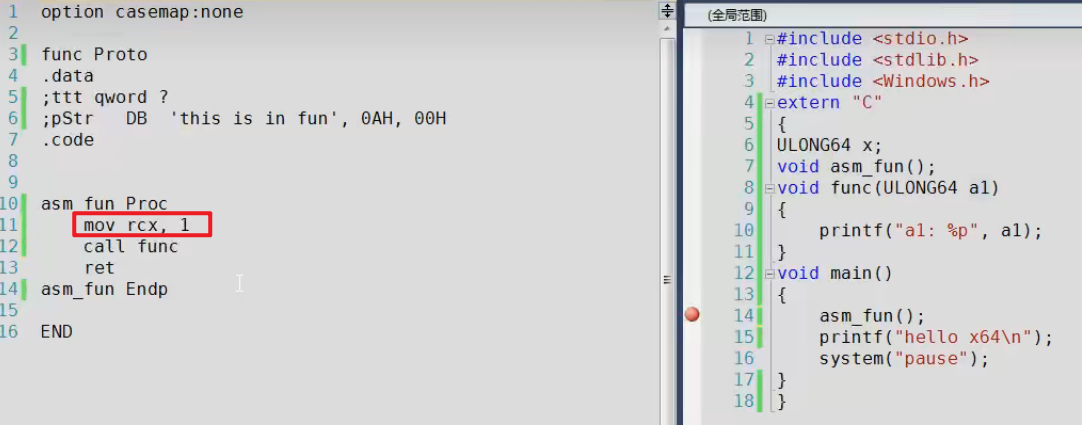 1 option casemap:none
2
3 func Proto
4 .data
5 ;ttt qword ?
6 ;pStr   DB  'this is in fun', 0AH, 00H
7 .code
8
9
10 asm_fun Proc
11     mov rcx, 1
12     call func
13     ret
14 asm_fun Endp
15
16 END
(全局范围)
1 #include <stdio.h>
2 #include <stdlib.h>
3 #include <Windows.h>
4 extern "C"
5 {
6 ULONG64 x;
7 void asm_fun();
8 void func(ULONG64 a1)
9 {
10     printf("a1: %p", a1);
11 }
12 void main()
13 {
14     asm_fun();
15     printf("hello x64\n");
16     system("pause");
17 }
18 }